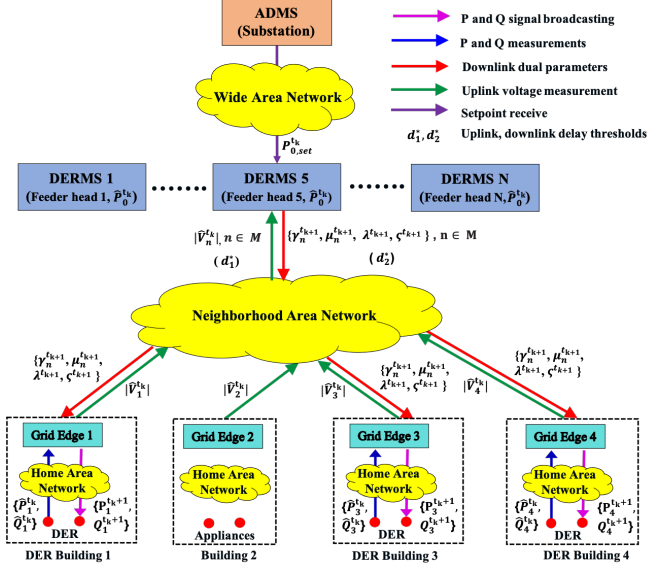 ADMS
(Substation)
P and Q signal broadcasting
P and Q measurements
Downlink dual parameters
Uplink voltage measurement
Setpoint receive
d₁*, d₂* Uplink, downlink delay thresholds
Wide Area Network
P₀,set^tk
DERMS 1
(Feeder head 1, P̂₀^tk)
DERMS 5
(Feeder head 5, P̂₀^tk)
DERMS N
(Feeder head N, P̂₀^tk)
|V̂ₙ^tk|, n ∈ M
(d₁*)
{γₙ^tk+1, μₙ^tk+1, λ^tk+1, ς^tk+1}, n ∈ M
(d₂*)
Neighborhood Area Network
{γₙ^tk+1, μₙ^tk+1,
λ^tk+1, ς^tk+1}
|V̂₁^tk|
|V̂₂^tk|
|V̂₃^tk|
{γₙ^tk+1, μₙ^tk+1,
λ^tk+1, ς^tk+1}
|V̂₄^tk|
{γₙ^tk+1, μₙ^tk+1,
λ^tk+1, ς^tk+1}
Grid Edge 1
Home Area
Network
{P̂₁^tk,
Q̂₁^tk}
{P₁^tk+1,
Q₁^tk+1}
DER
DER Building 1
Grid Edge 2
Home Area
Network
Appliances
Building 2
Grid Edge 3
Home Area
Network
{P̂₃^tk,
Q̂₃^tk}
{P₃^tk+1,
Q₃^tk+1}
DER
DER Building 3
Grid Edge 4
Home Area
Network
{P̂₄^tk,
Q̂₄^tk}
{P₄^tk+1,
Q₄^tk+1}
DER
DER Building 4